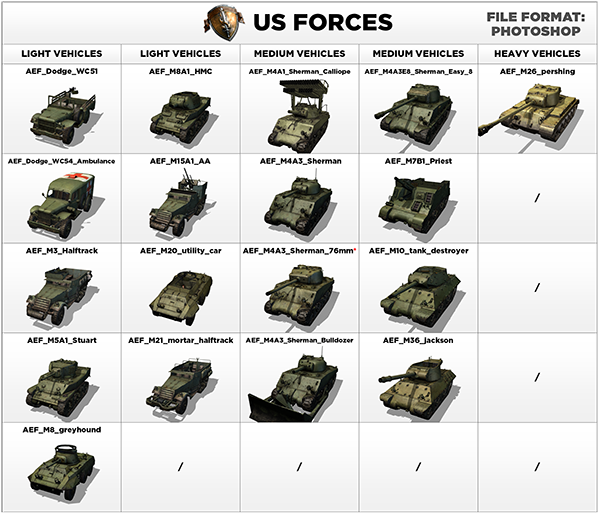 US FORCES
FILE FORMAT:
PHOTOSHOP
LIGHT VEHICLES LIGHT VEHICLES MEDIUM VEHICLES MEDIUM VEHICLES HEAVY VEHICLES
AEF_Dodge_WC51 AEF_M8A1_HMC AEF_M4A1_Sherman_Calliope AEF_M4A3E8_Sherman_Easy_8 AEF_M26_pershing
AEF_Dodge_WC54_Ambulance AEF_M15A1_AA AEF_M4A3_Sherman AEF_M7B1_Priest /
AEF_M3_Halftrack AEF_M20_utility_car AEF_M4A3_Sherman_76mm* AEF_M10_tank_destroyer /
AEF_M5A1_Stuart AEF_M21_mortar_halftrack AEF_M4A3_Sherman_Bulldozer AEF_M36_jackson /
AEF_M8_greyhound / / / /